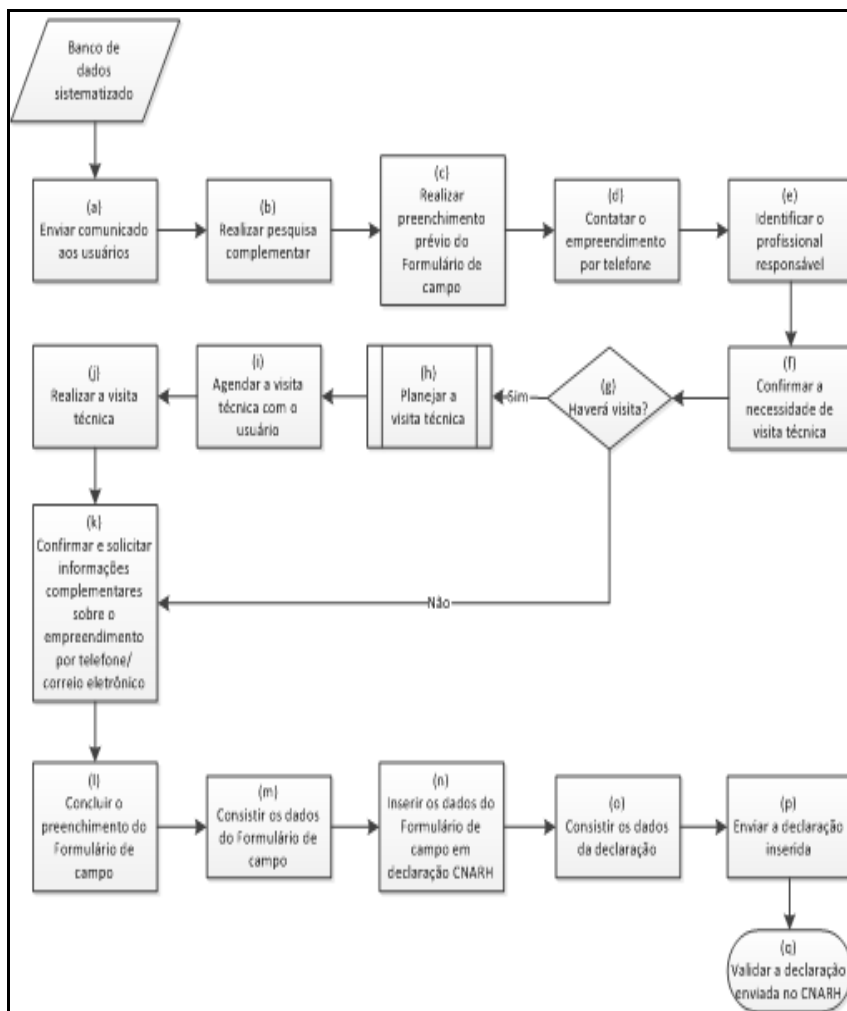 Banco de
dados
sistematizado
(a)
Enviar comunicado
aos usuários
(b)
Realizar pesquisa
complementar
(c)
Realizar
preenchimento
prévio do
Formulário de
campo
(d)
Contatar o
empreendimento
por telefone
(e)
Identificar o
profissional
responsável
(f)
Confirmar a
necessidade de
visita técnica
(g)
Haverá visita?
Sim
(h)
Planejar a
visita técnica
(i)
Agendar a visita
técnica com o
usuário
(j)
Realizar a visita
técnica
(k)
Confirmar e solicitar
informações
complementares
sobre o
empreendimento
por telefone/
correio eletrônico
Não
(l)
Concluir o
preenchimento do
Formulário de
campo
(m)
Consistir os dados
do Formulário de
campo
(n)
Inserir os dados do
Formulário de
campo em
declaração CNARH
(o)
Consistir os dados
da declaração
(p)
Enviar a declaração
inserida
(q)
Validar a declaração
enviada no CNARH